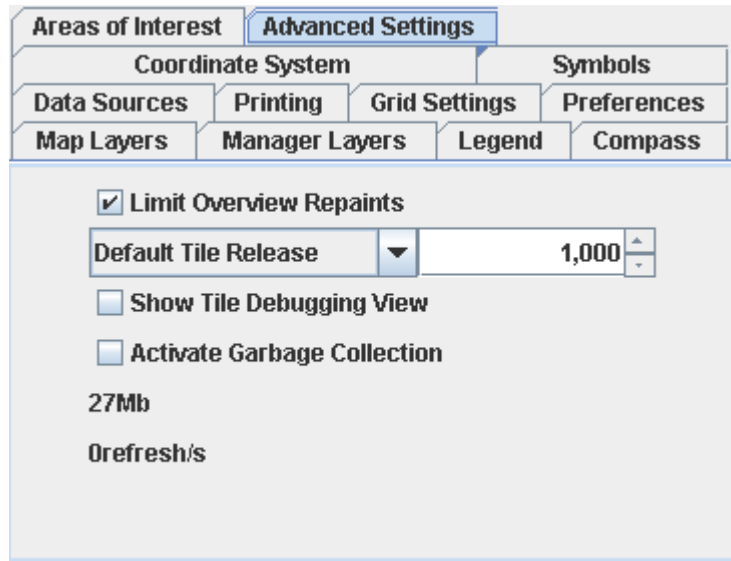 Areas of Interest Advanced Settings
Coordinate System Symbols
Data Sources Printing Grid Settings Preferences
Map Layers Manager Layers Legend Compass
Limit Overview Repaints
Default Tile Release 1,000
Show Tile Debugging View
Activate Garbage Collection
27Mb
0refresh/s